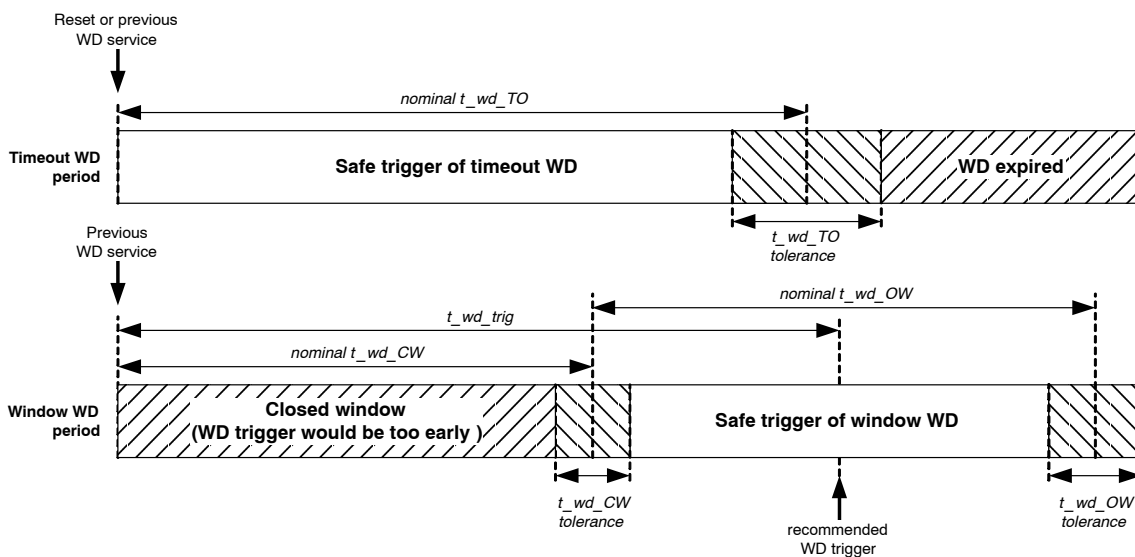 Reset or previous
WD service
nominal t_wd_TO
Timeout WD
period
Safe trigger of timeout WD
WD expired
t_wd_TO
tolerance
Previous
WD service
nominal t_wd_OW
t_wd_trig
nominal t_wd_CW
Window WD
period
Closed window
(WD trigger would be too early )
Safe trigger of window WD
t_wd_CW
tolerance
recommended
WD trigger
t_wd_OW
tolerance